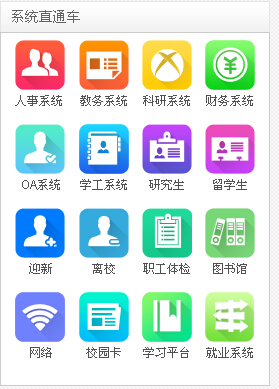 系统直通车
人事系统 教务系统 科研系统 财务系统
OA系统 学工系统 研究生 留学生
迎新 离校 职工体检 图书馆
网络 校园卡 学习平台 就业系统